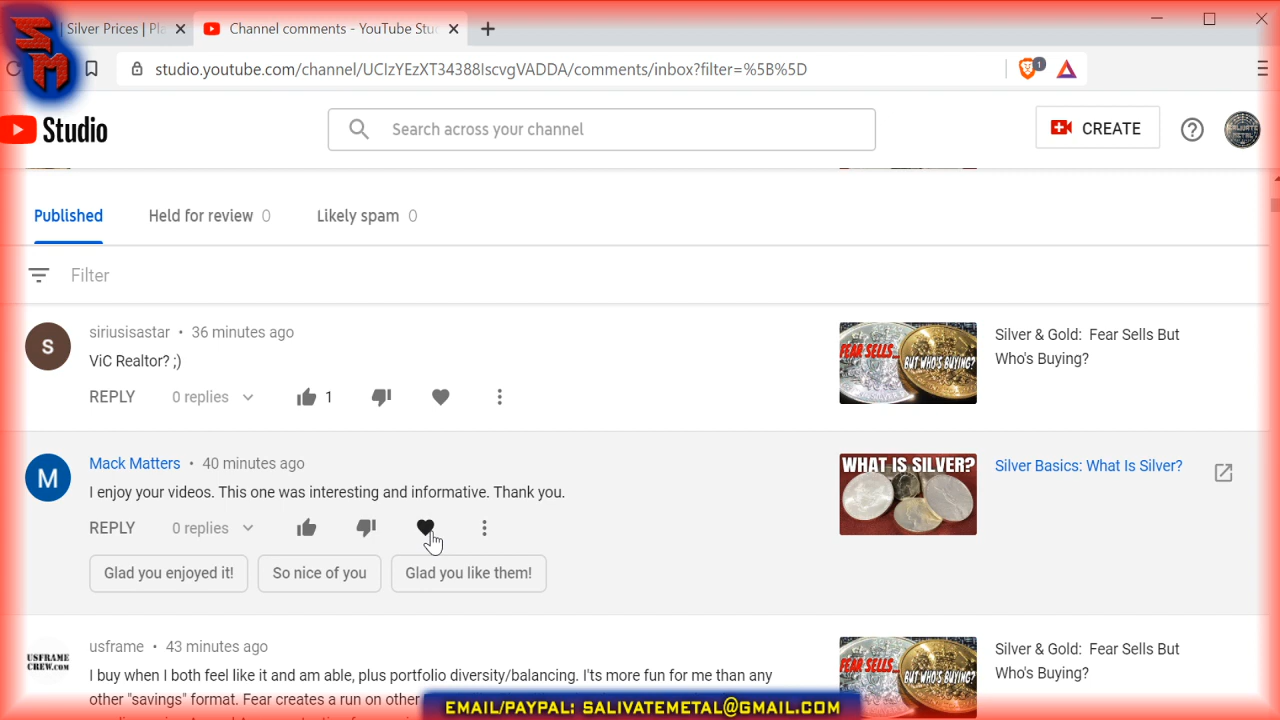 SM
| Silver Prices | Pla
Channel comments - YouTube Stu
studio.youtube.com/channel/UCIzYEzXT34388IscvgVADDA/comments/inbox?filter=%5B%5D
1
Studio
Search across your channel
CREATE
Published
Held for review 0
Likely spam 0
Filter
S
siriusisastar • 36 minutes ago
ViC Realtor? ;)
REPLY
0 replies
1
FEAR SELLS...
BUT WHO'S BUYING?
Silver & Gold: Fear Sells But
Who's Buying?
M
Mack Matters • 40 minutes ago
I enjoy your videos. This one was interesting and informative. Thank you.
REPLY
0 replies
Glad you enjoyed it!
So nice of you
Glad you like them!
WHAT IS SILVER?
Silver Basics: What Is Silver?
USFRAME
CREW.COM
usframe • 43 minutes ago
I buy when I both feel like it and am able, plus portfolio diversity/balancing. I'ts more fun for me than any
other "savings" format. Fear creates a run on other
FEAR SELLS...
BUT WHO'S BUYING?
Silver & Gold: Fear Sells But
Who's Buying?
EMAIL/PAYPAL: SALIVATEMETAL@GMAIL.COM